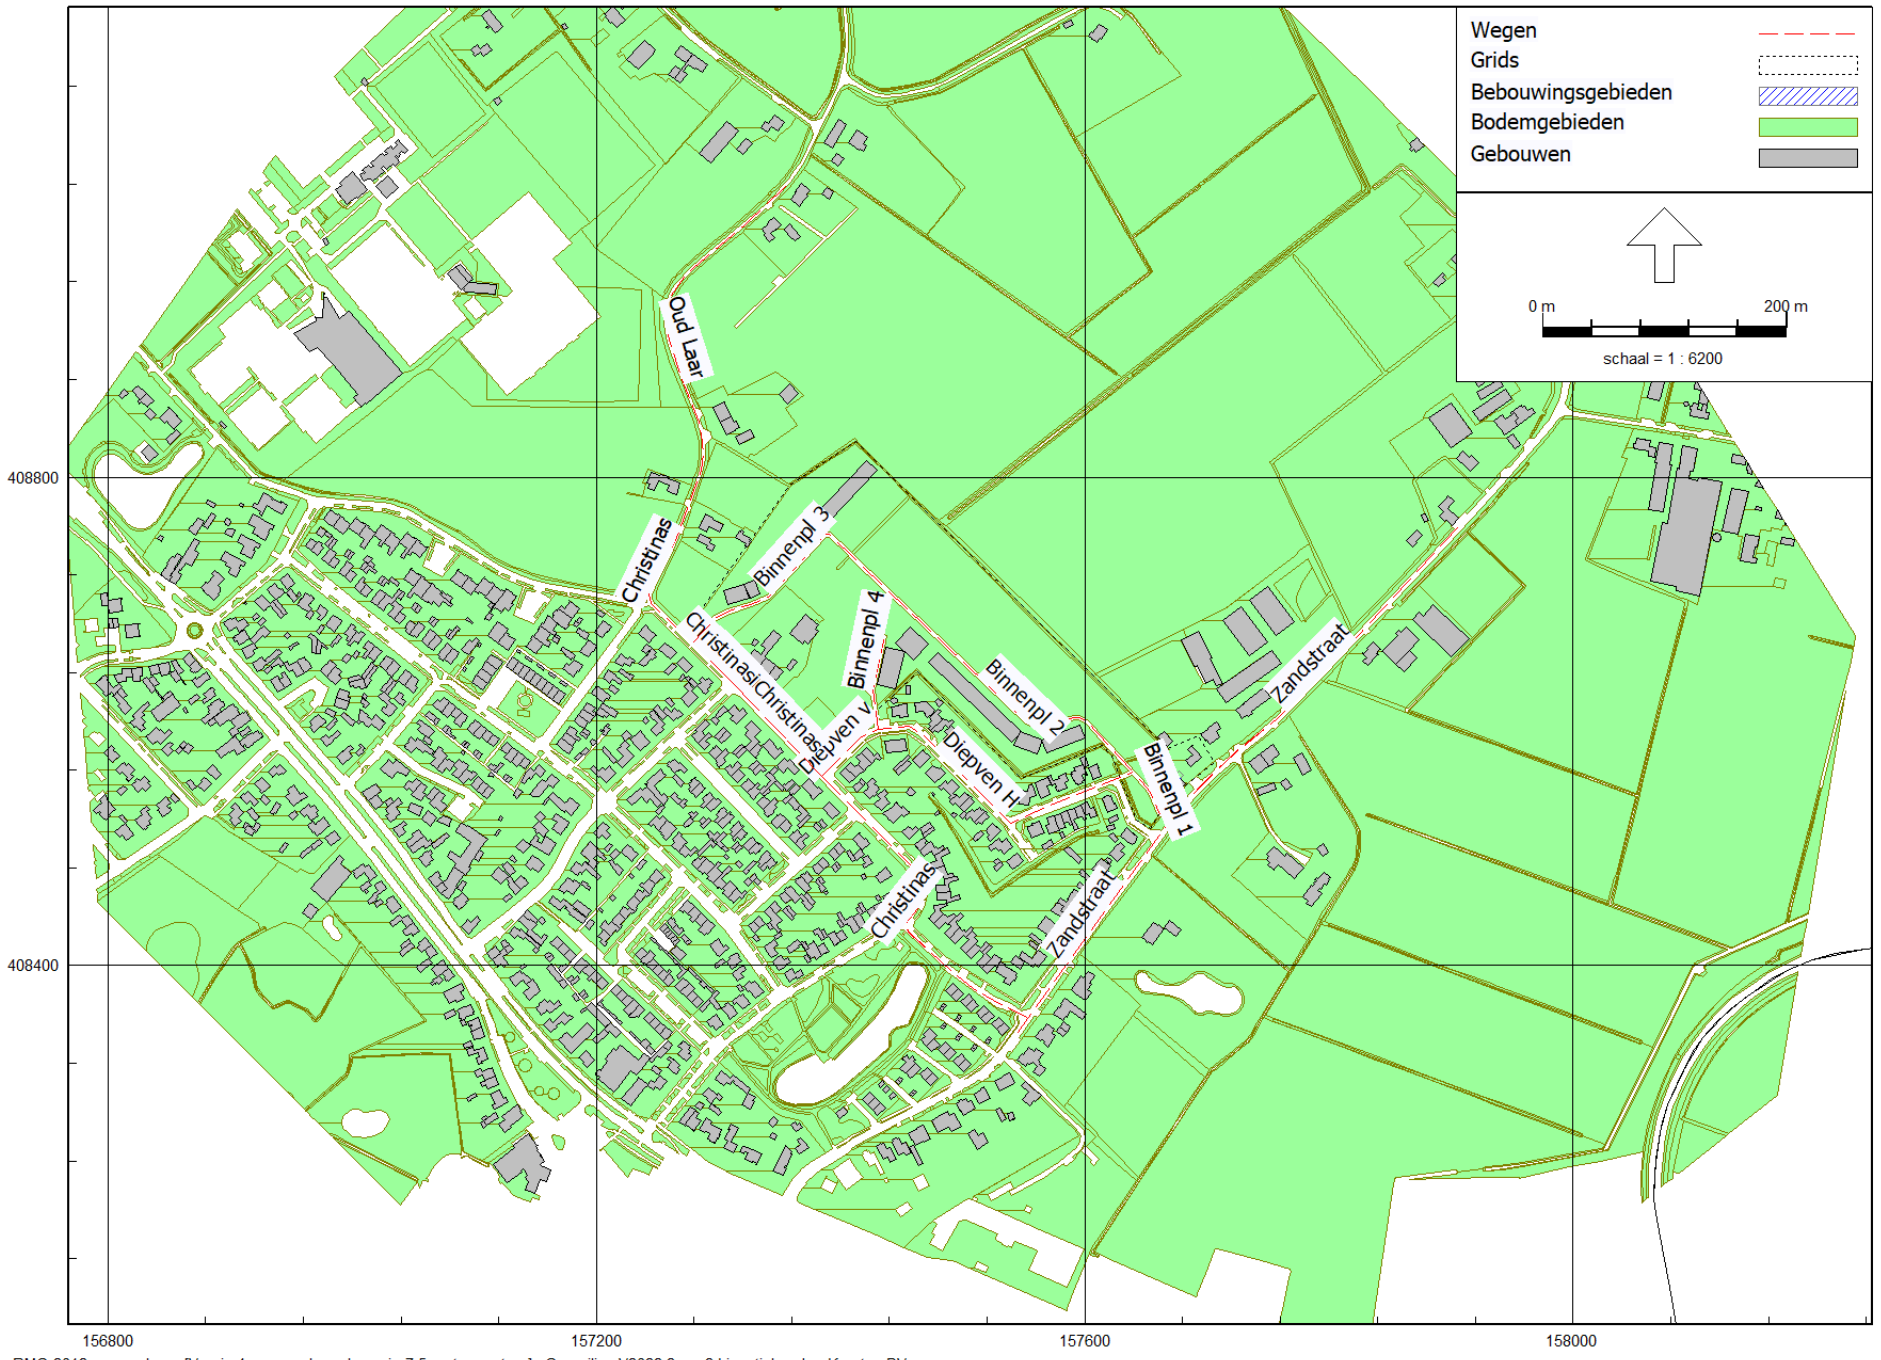 Wegen
Grids
Bebouwingsgebieden
Bodemgebieden
Gebouwen
0 m
200 m
schaal = 1 : 6200
Oud Laar
408800
Binnenpl 3
Christinas
Binnenpl 4
Christinas
Christinas
Binnenpl 2
Zandstraat
Diepven V
Diepven H
Binnenpl 1
Christinas
Zandstraat
408400
156800
157200
157600
158000